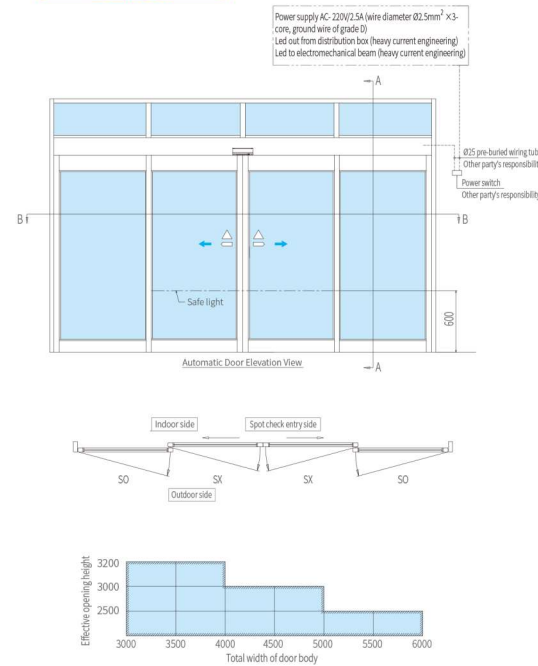 Power supply AC- 220V/2.5A (wire diameter Ø2.5mm² ×3-
core, ground wire of grade D)
Led out from distribution box (heavy current engineering)
Led to electromechanical beam (heavy current engineering)
A
Ø25 pre-buried wiring tub
Other party's responsibilit
Power switch
Other party's responsibility
B
B
Safe light
600
Automatic Door Elevation View
A
Indoor side
Spot check entry side
SO
SX
SX
SO
Outdoor side
Effective opening height
3200
3000
2500
3000 3500 4000 4500 5000 5500 6000
Total width of door body